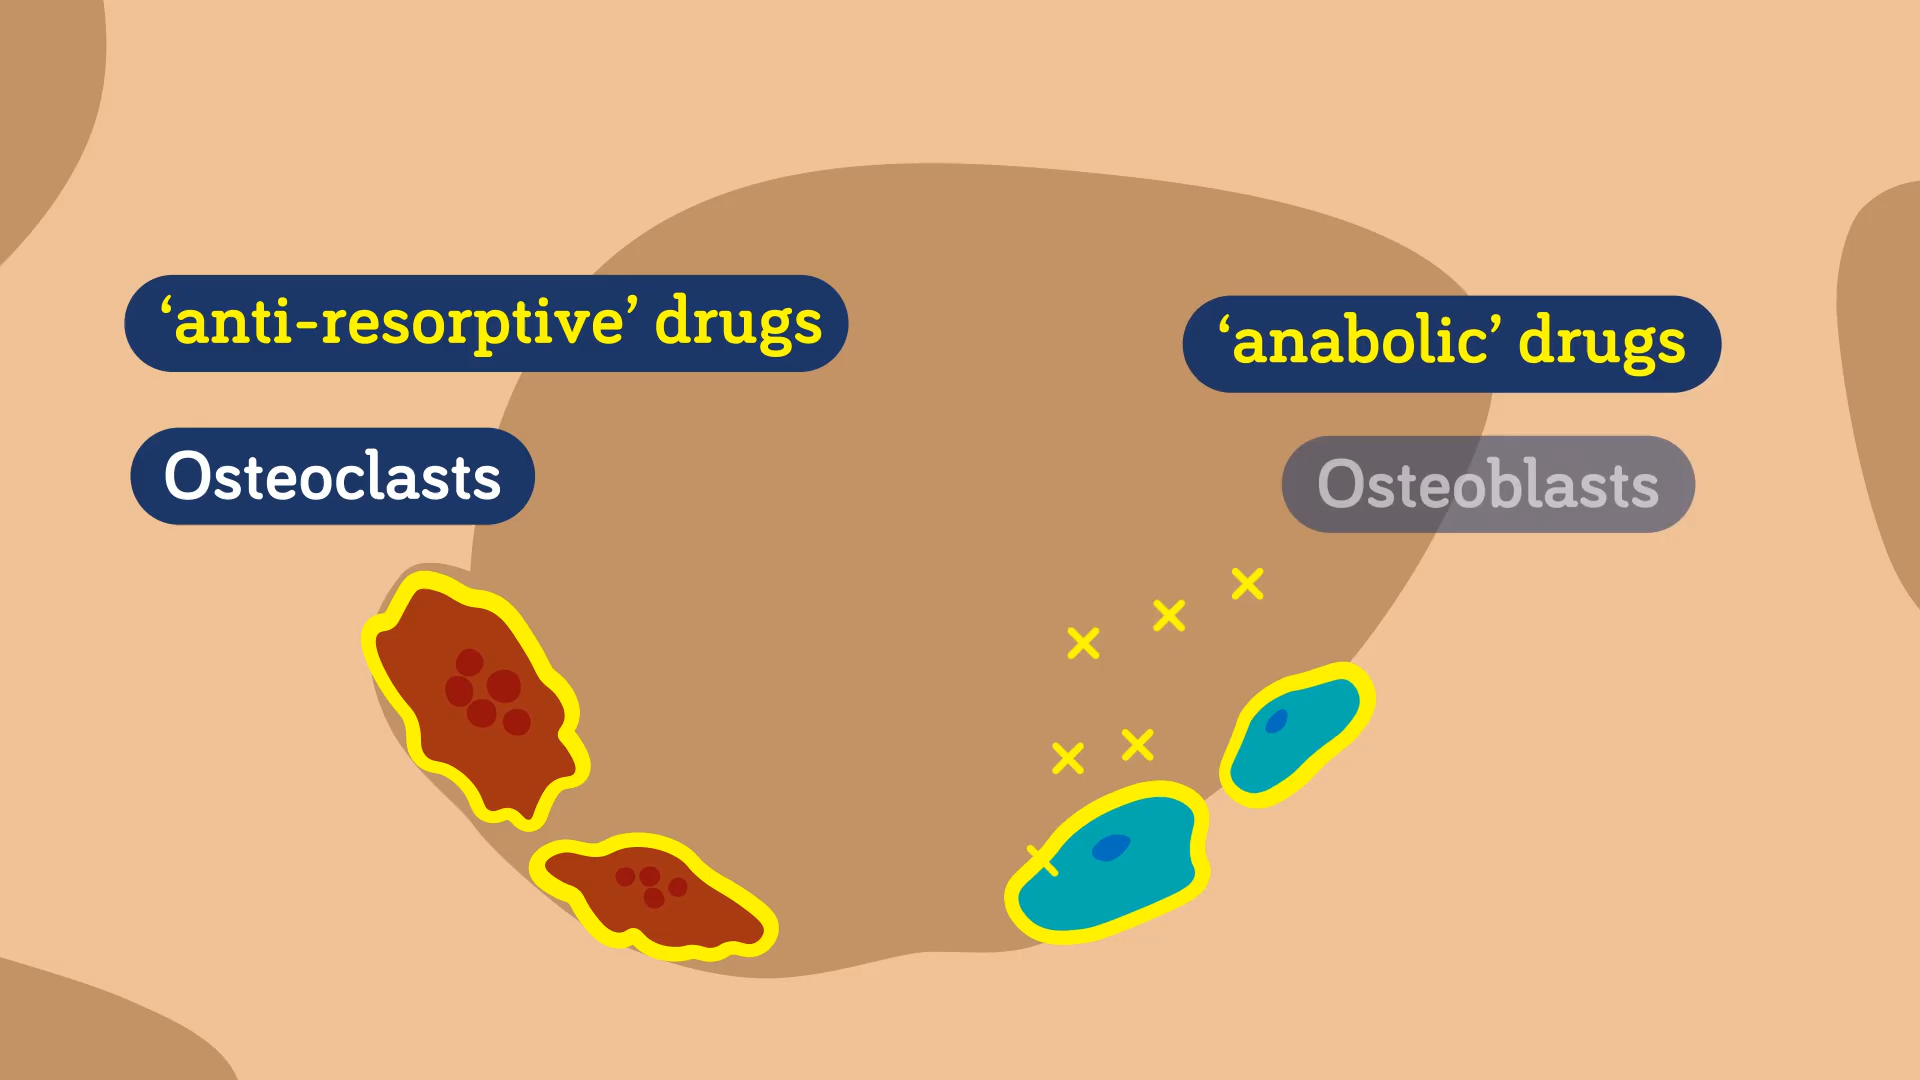 ‘anti-resorptive’ drugs
Osteoclasts
‘anabolic’ drugs
Osteoblasts